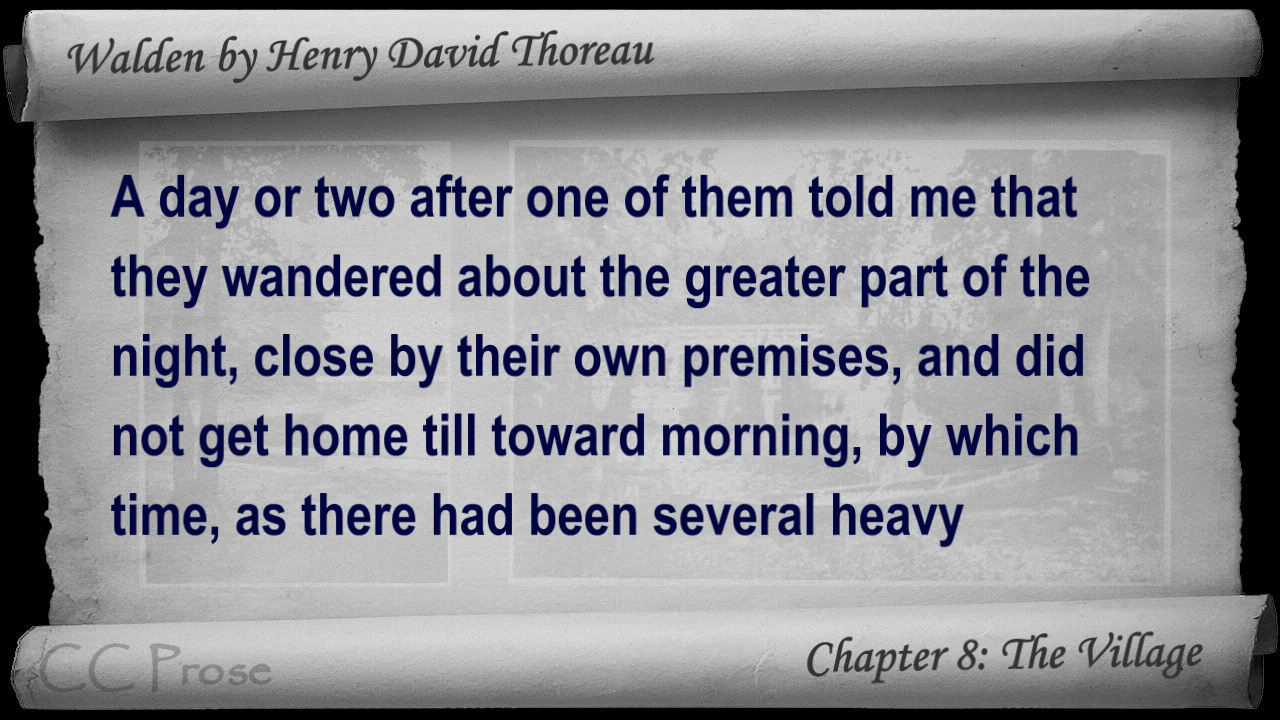 Walden by Henry David Thoreau
A day or two after one of them told me that
they wandered about the greater part of the
night, close by their own premises, and did
not get home till toward morning, by which
time, as there had been several heavy
CC Prose
Chapter 8: The Village